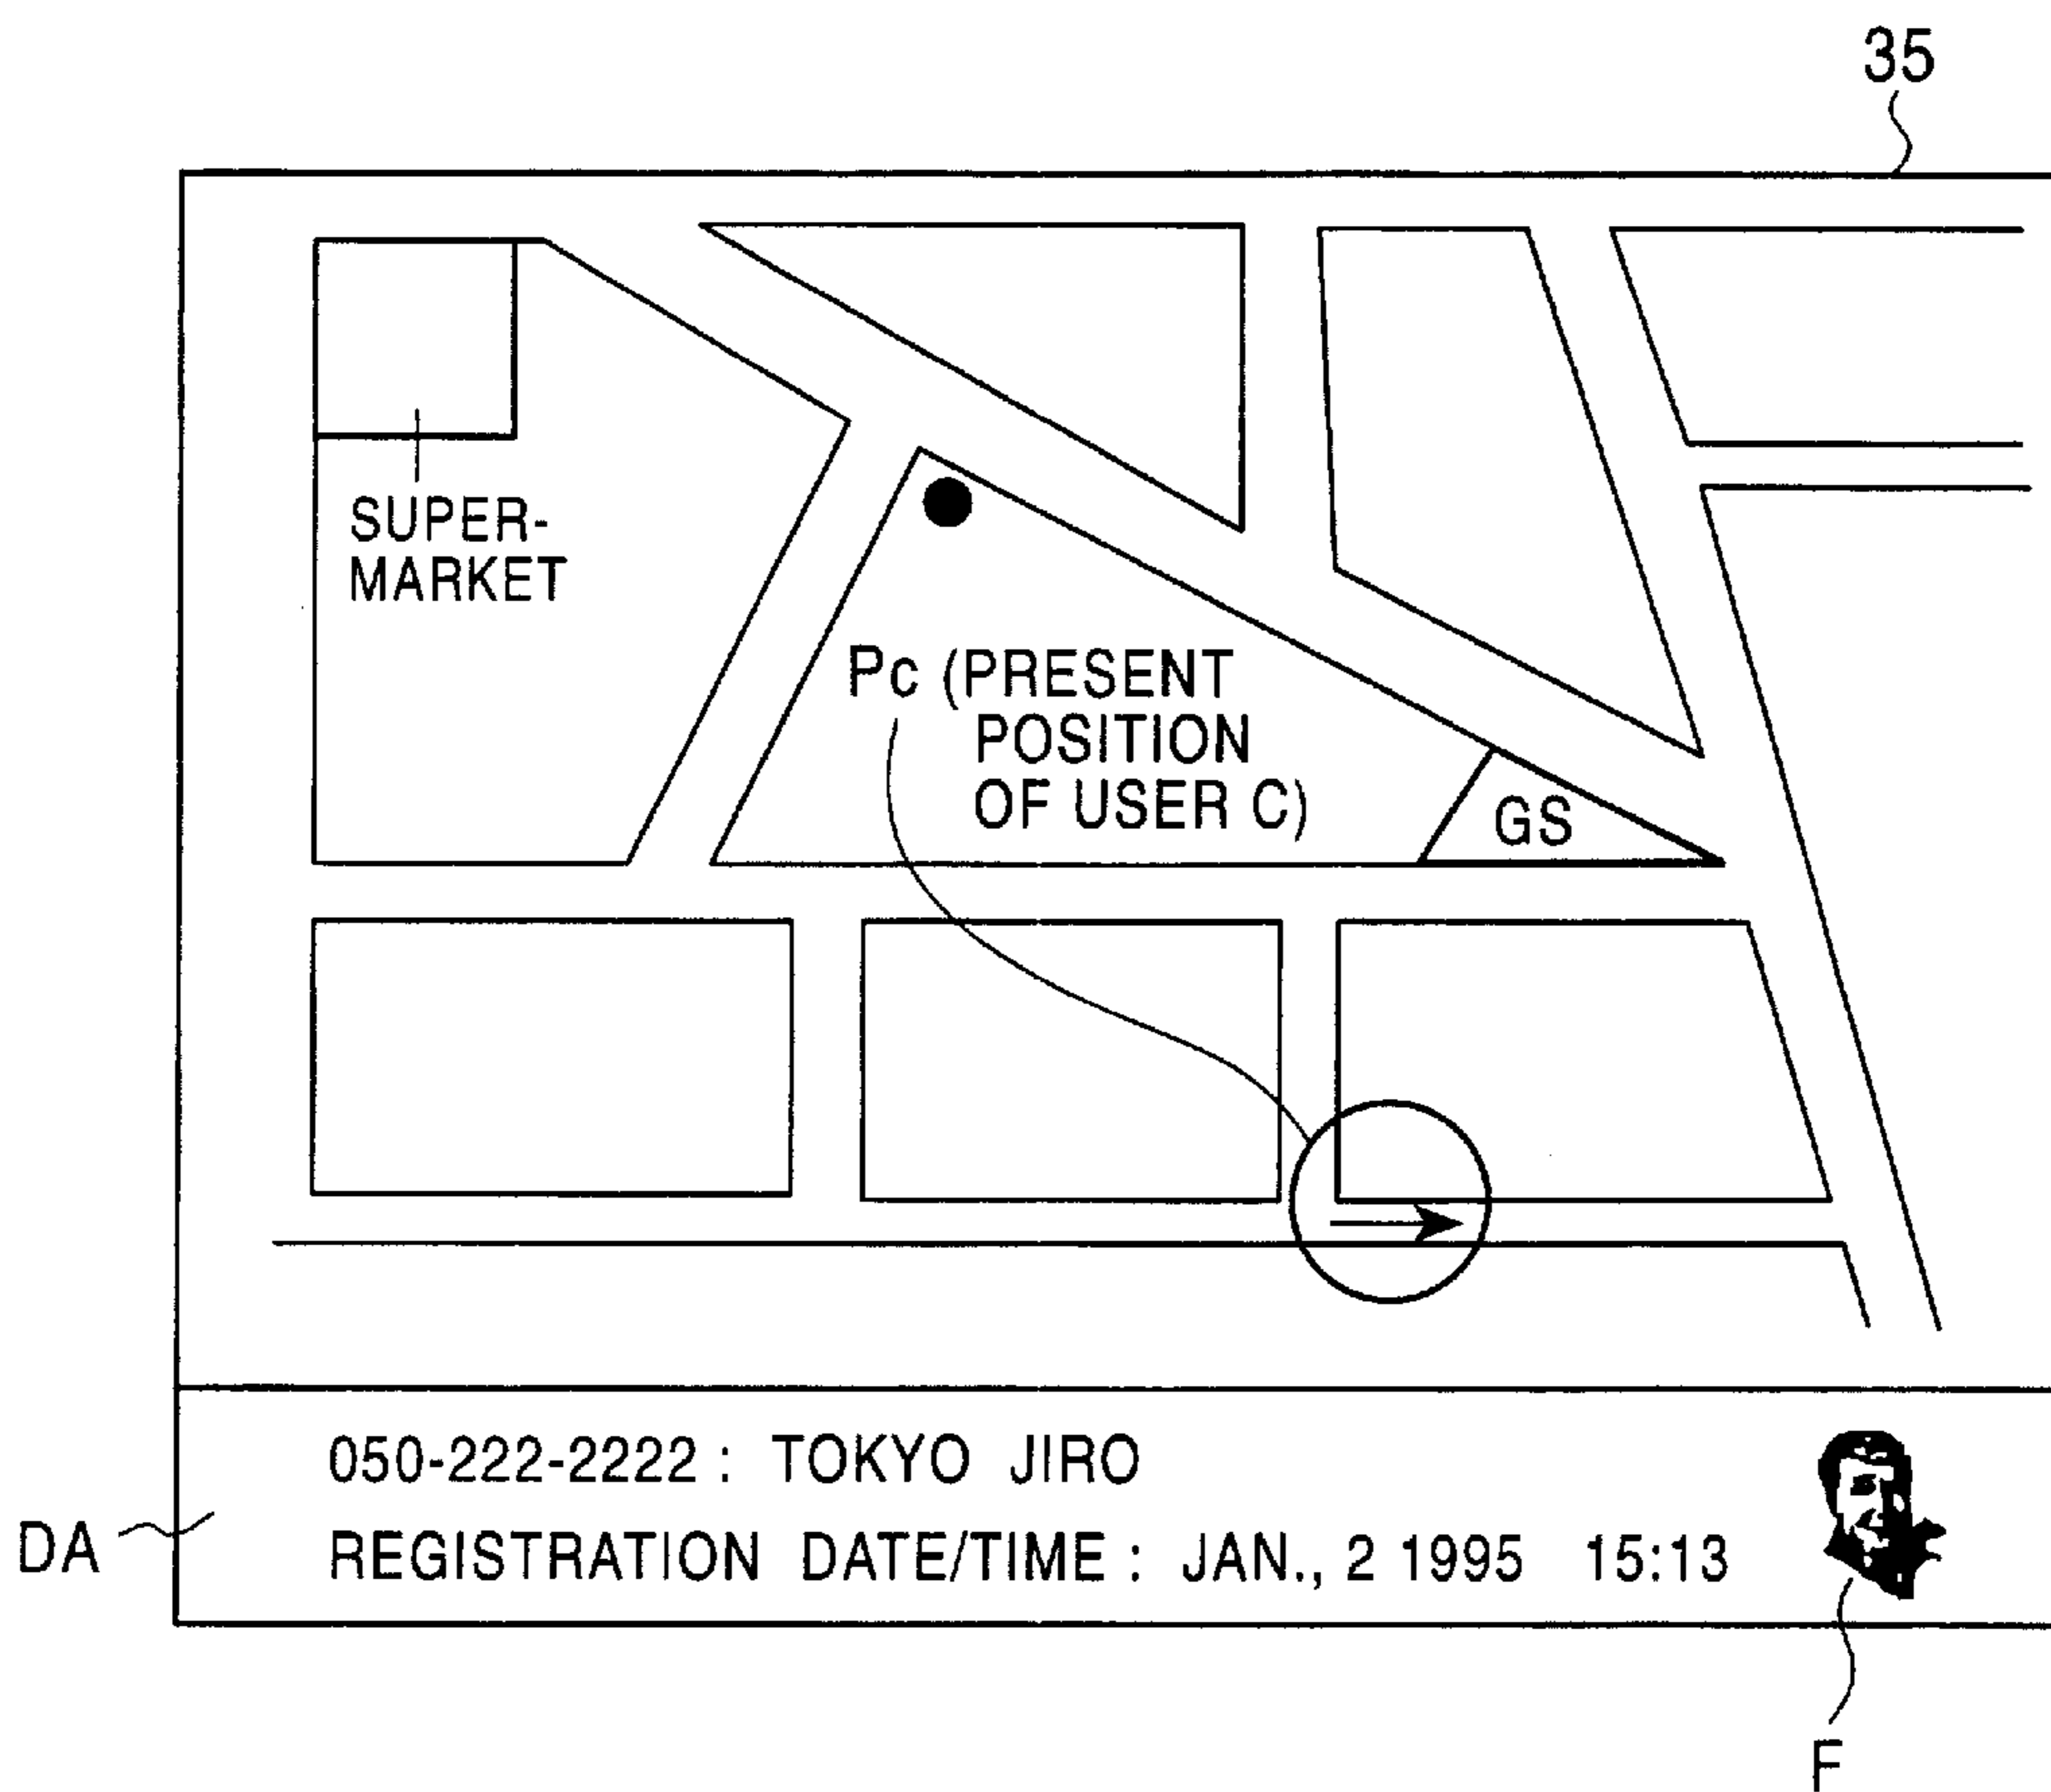 35
SUPER-
MARKET
Pc (PRESENT
POSITION
OF USER C)
GS
050-222-2222 : TOKYO JIRO
DA
REGISTRATION DATE/TIME : JAN., 2 1995 15:13
F